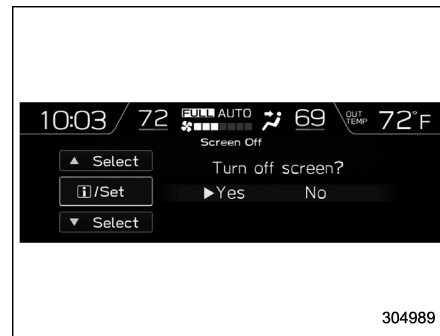 10:03 72 FULL AUTO 69 OUT TEMP 72°F
Screen Off
▲ Select
Turn off screen?
i/Set
▶Yes No
▼ Select
304989